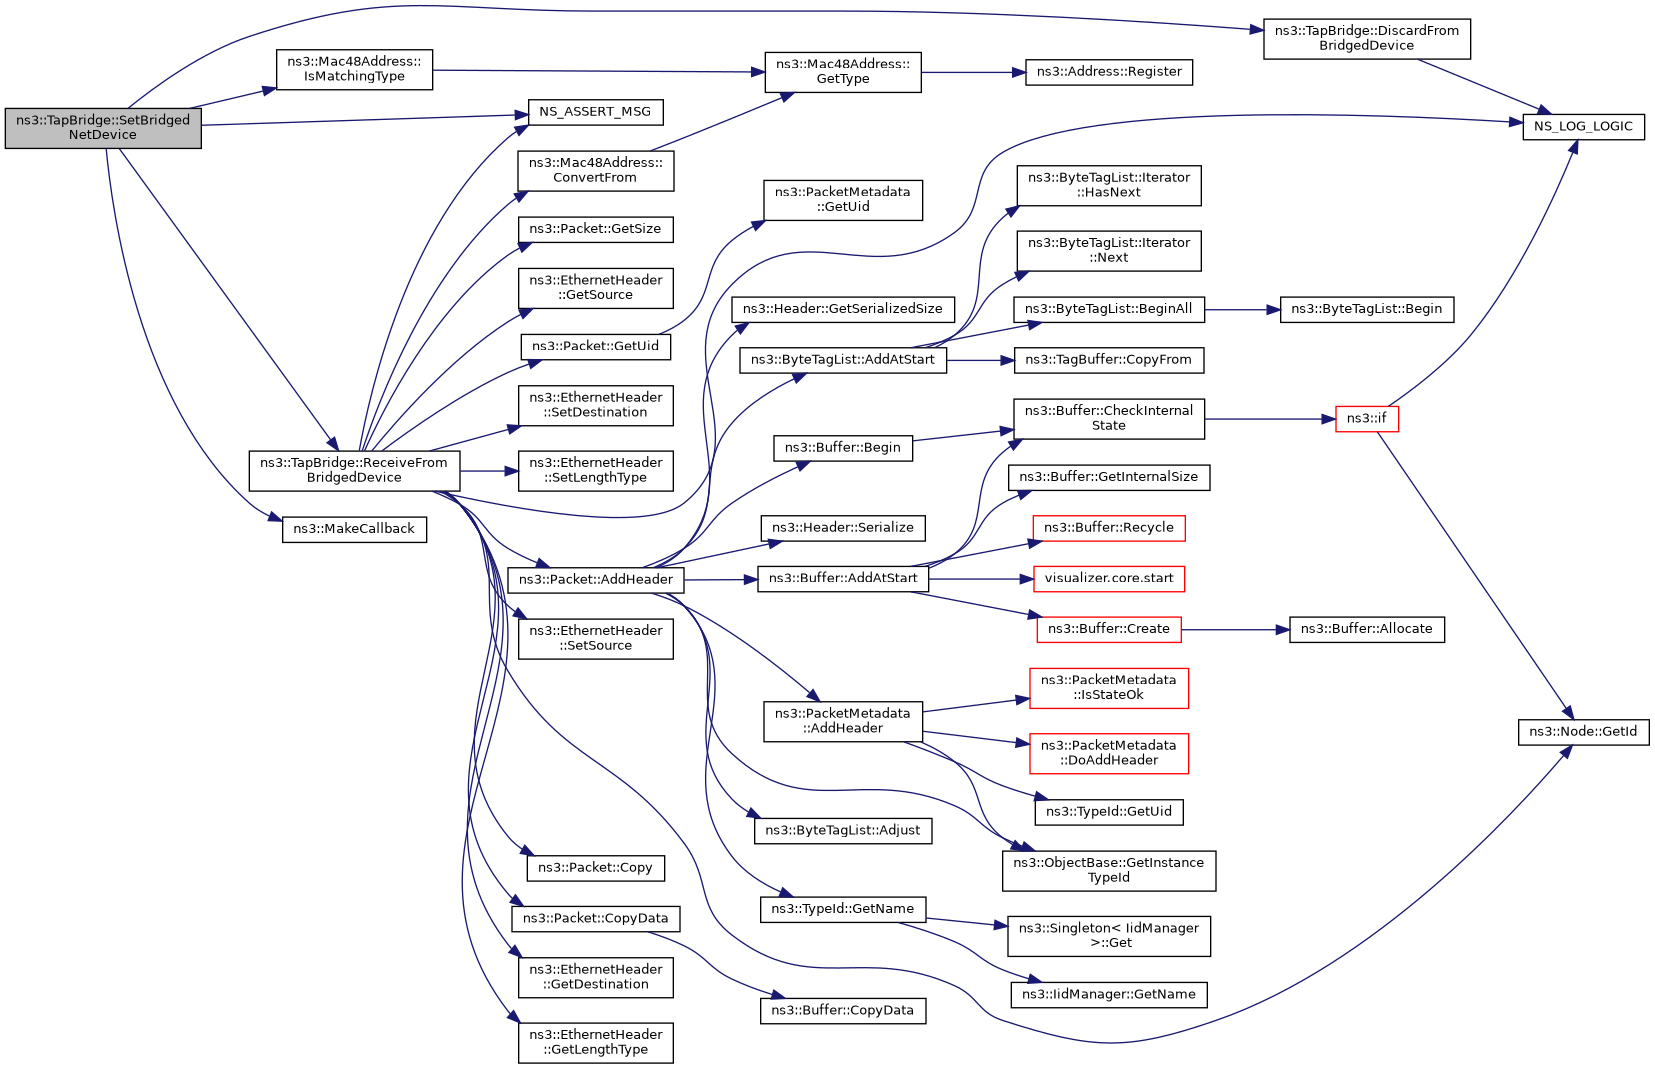 ns3::TapBridge::SetBridged
NetDevice
ns3::Mac48Address::
IsMatchingType
NS_ASSERT_MSG
ns3::Mac48Address::
ConvertFrom
ns3::Packet::GetSize
ns3::EthernetHeader
::GetSource
ns3::Packet::GetUid
ns3::EthernetHeader
::SetDestination
ns3::TapBridge::ReceiveFrom
BridgedDevice
ns3::EthernetHeader
::SetLengthType
ns3::MakeCallback
ns3::Packet::AddHeader
ns3::EthernetHeader
::SetSource
ns3::Packet::Copy
ns3::Packet::CopyData
ns3::EthernetHeader
::GetDestination
ns3::EthernetHeader
::GetLengthType
ns3::Mac48Address::
GetType
ns3::PacketMetadata
::GetUid
ns3::Header::GetSerializedSize
ns3::ByteTagList::AddAtStart
ns3::Buffer::Begin
ns3::Header::Serialize
ns3::Buffer::AddAtStart
ns3::PacketMetadata
::AddHeader
ns3::ByteTagList::Adjust
ns3::TypeId::GetName
ns3::Buffer::CopyData
ns3::Address::Register
ns3::ByteTagList::Iterator
::HasNext
ns3::ByteTagList::Iterator
::Next
ns3::ByteTagList::BeginAll
ns3::TagBuffer::CopyFrom
ns3::Buffer::CheckInternal
State
ns3::Buffer::GetInternalSize
ns3::Buffer::Recycle
visualizer.core.start
ns3::Buffer::Create
ns3::PacketMetadata
::IsStateOk
ns3::PacketMetadata
::DoAddHeader
ns3::TypeId::GetUid
ns3::ObjectBase::GetInstance
TypeId
ns3::Singleton< IidManager
>::Get
ns3::IidManager::GetName
ns3::TapBridge::DiscardFrom
BridgedDevice
ns3::ByteTagList::Begin
ns3::if
ns3::Buffer::Allocate
NS_LOG_LOGIC
ns3::Node::GetId